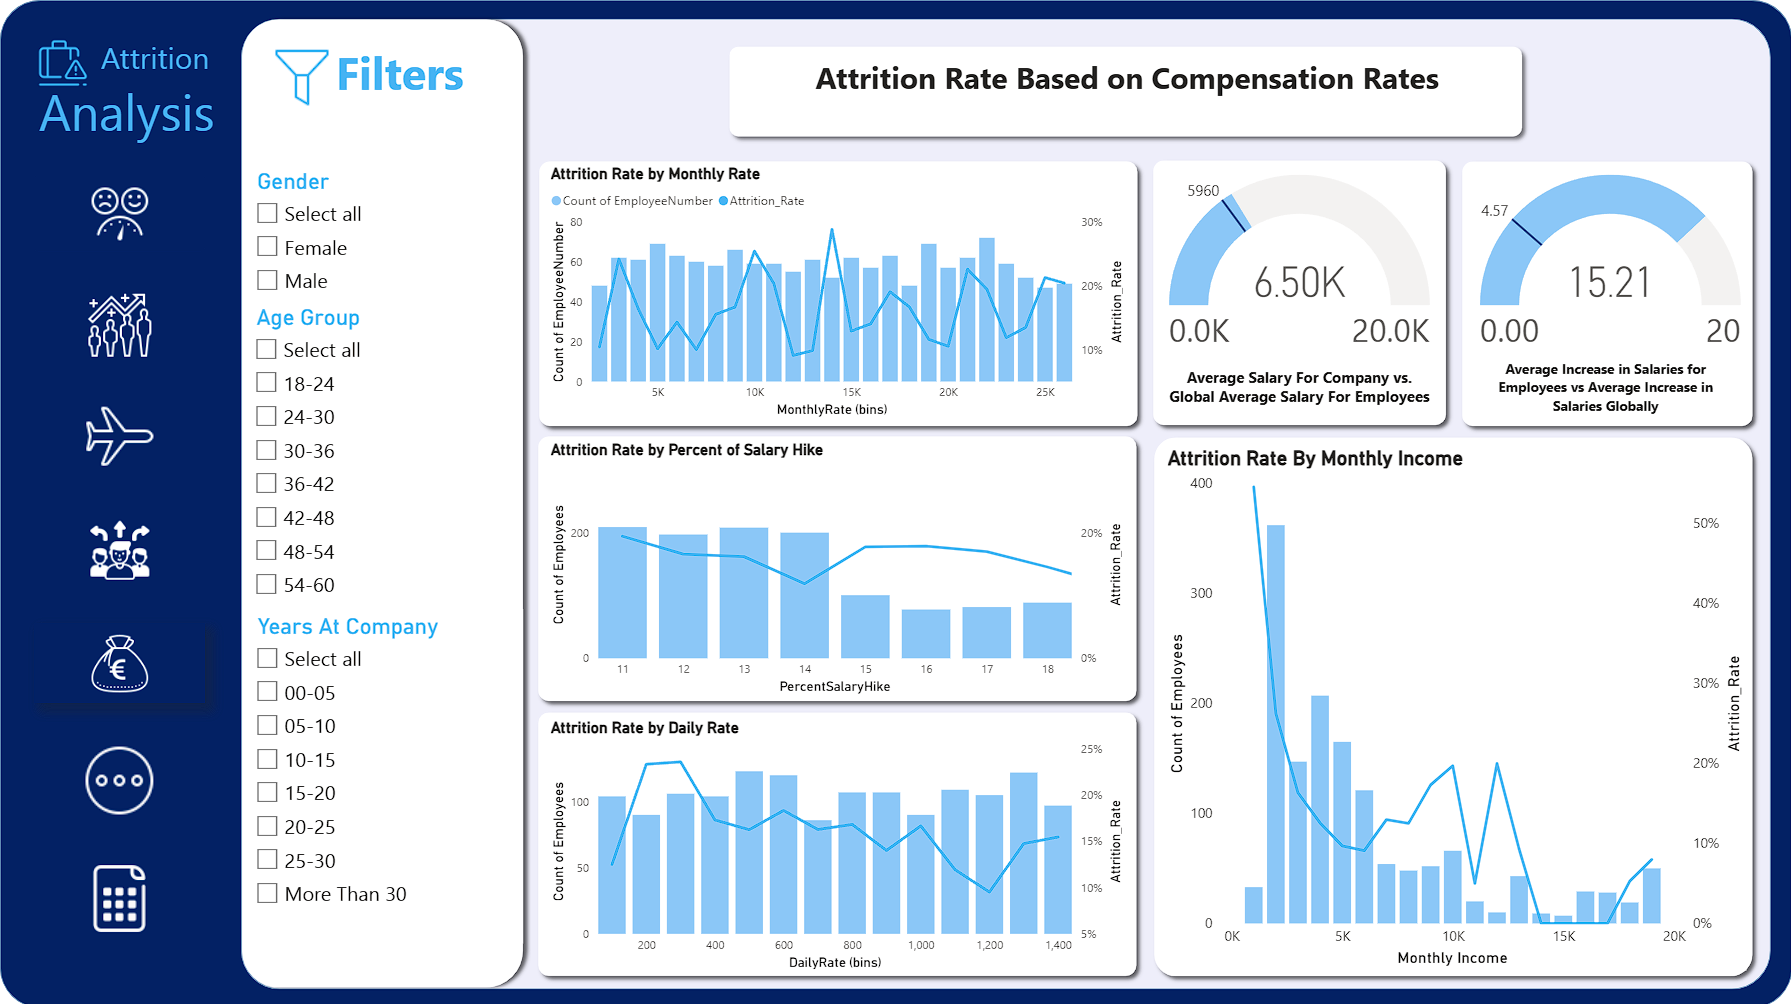 Attrition
Analysis
Filters
Gender
Select all
Female
Male
Age Group
Select all
18-24
24-30
30-36
36-42
42-48
48-54
54-60
Years At Company
Select all
00-05
05-10
10-15
15-20
20-25
25-30
More Than 30
€
Attrition Rate Based on Compensation Rates
Attrition Rate by Monthly Rate
Count of EmployeeNumber Attrition_Rate
Count of EmployeeNumber
80
60
40
20
0
30%
20%
10%
Attrition_Rate
5K 10K 15K 20K 25K
MonthlyRate (bins)
5960
6.50K
0.0K 20.0K
Average Salary For Company vs.
Global Average Salary For Employees
4.57
15.21
0.00 20
Average Increase in Salaries for
Employees vs Average Increase in
Salaries Globally
Attrition Rate by Percent of Salary Hike
Count of Employees
200
0
20%
0%
Attrition_Rate
11 12 13 14 15 16 17 18
PercentSalaryHike
Attrition Rate by Daily Rate
Count of Employees
100
50
0
25%
20%
15%
10%
5%
Attrition_Rate
200 400 600 800 1,000 1,200 1,400
DailyRate (bins)
Attrition Rate By Monthly Income
Count of Employees
400
300
200
100
0
50%
40%
30%
20%
10%
0%
Attrition_Rate
0K 5K 10K 15K 20K
Monthly Income